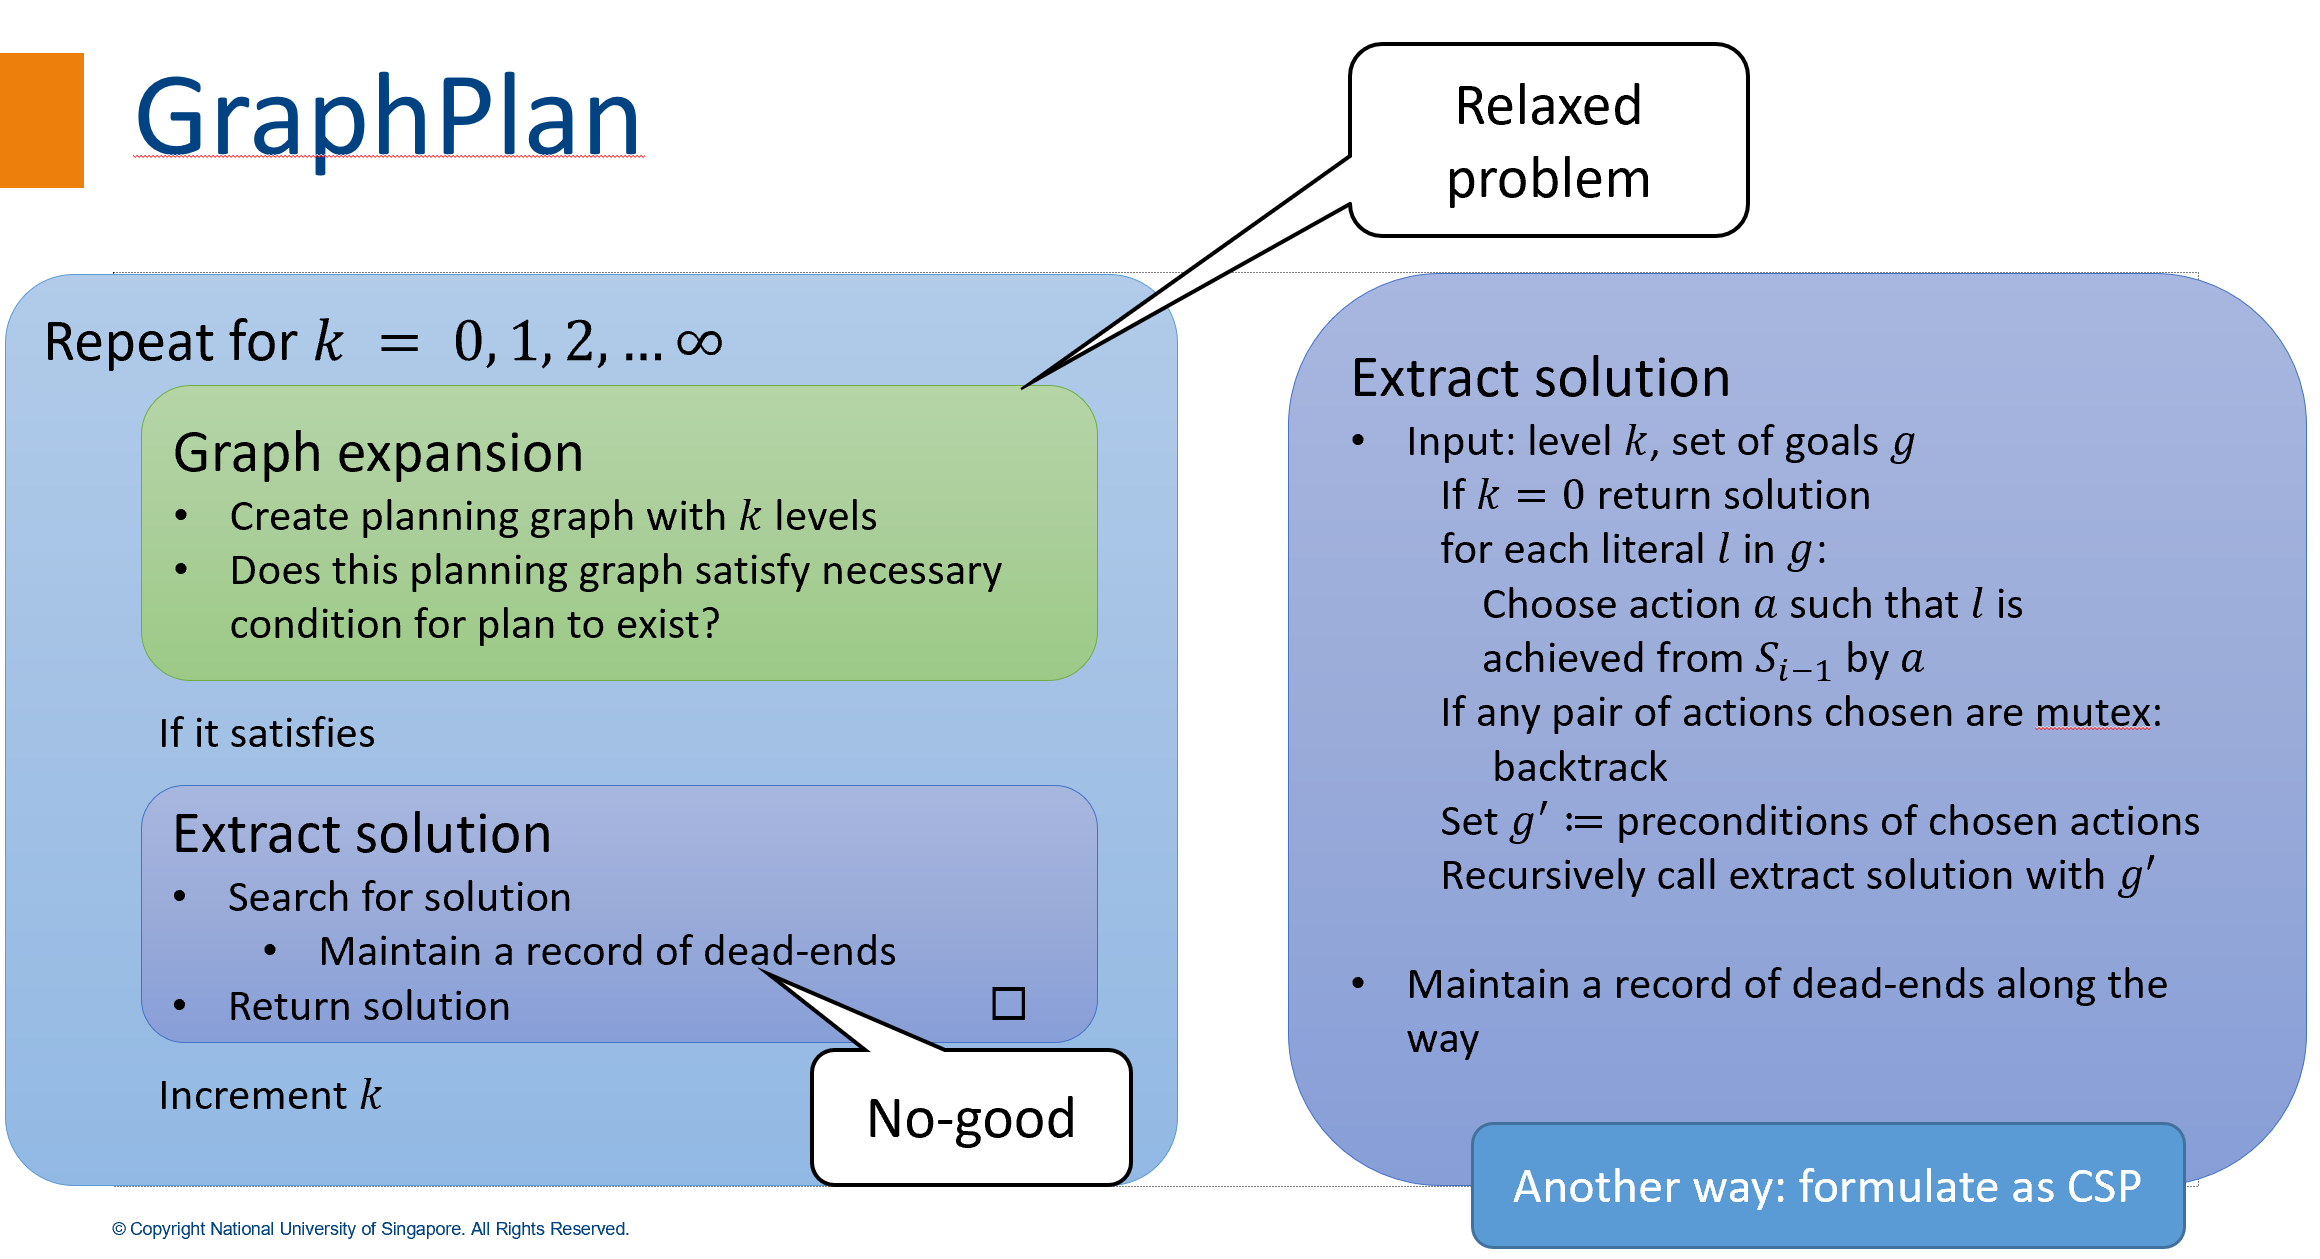 GraphPlan
Relaxed
problem
Repeat for k = 0, 1, 2, … ∞
Graph expansion
• Create planning graph with k levels
• Does this planning graph satisfy necessary
condition for plan to exist?
If it satisfies
Extract solution
• Search for solution
• Maintain a record of dead-ends
• Return solution □
No-good
Increment k
Extract solution
• Input: level k, set of goals g
If k = 0 return solution
for each literal l in g:
Choose action a such that l is
achieved from Sᵢ₋₁ by a
If any pair of actions chosen are mutex:
backtrack
Set g′ ≔ preconditions of chosen actions
Recursively call extract solution with g′
• Maintain a record of dead-ends along the
way
Another way: formulate as CSP
© Copyright National University of Singapore. All Rights Reserved.